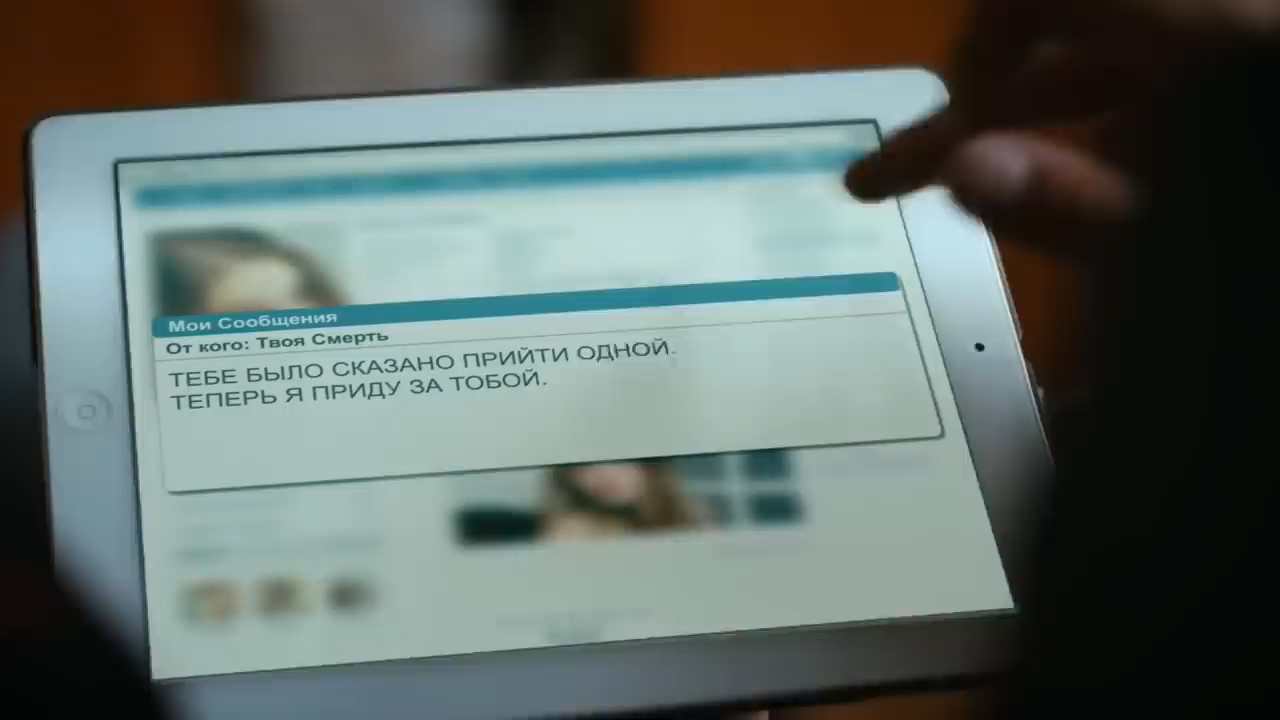 Мои Сообщения
От кого: Твоя Смерть
ТЕБЕ БЫЛО СКАЗАНО ПРИЙТИ ОДНОЙ.
ТЕПЕРЬ Я ПРИДУ ЗА ТОБОЙ.